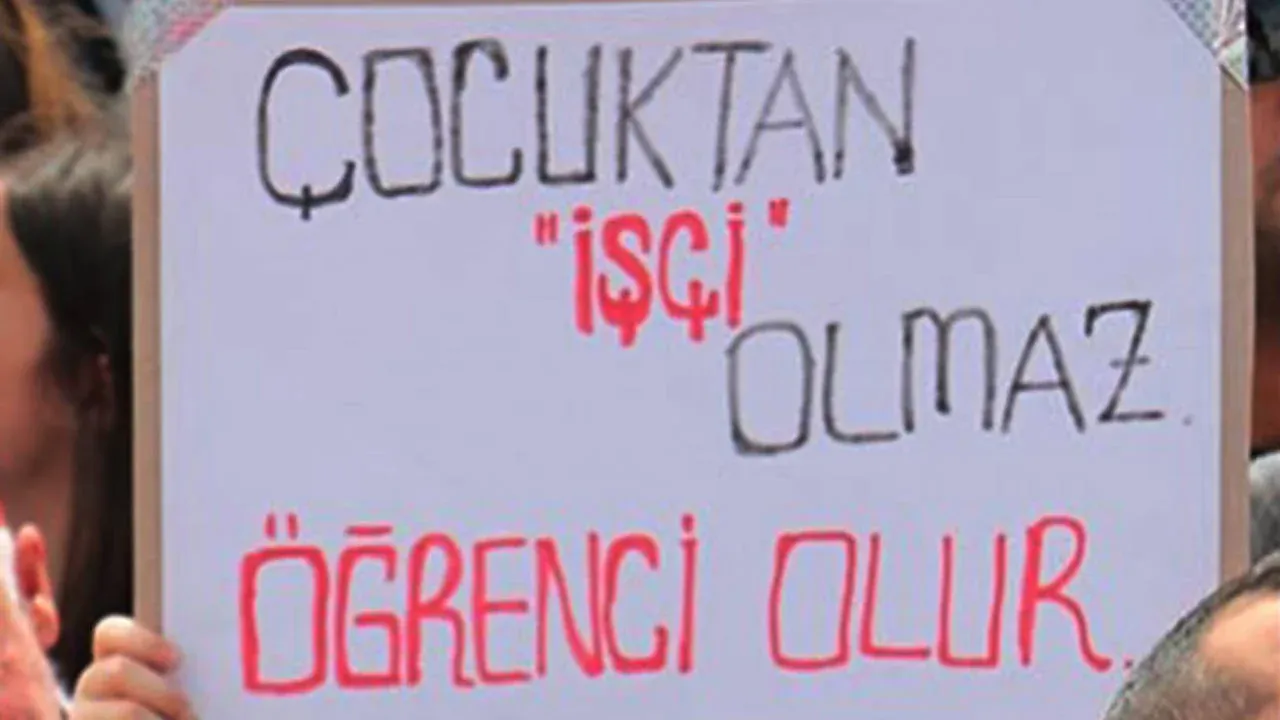 ÇOCUKTAN
"İŞÇİ"
OLMAZ.
ÖĞRENCİ OLUR.